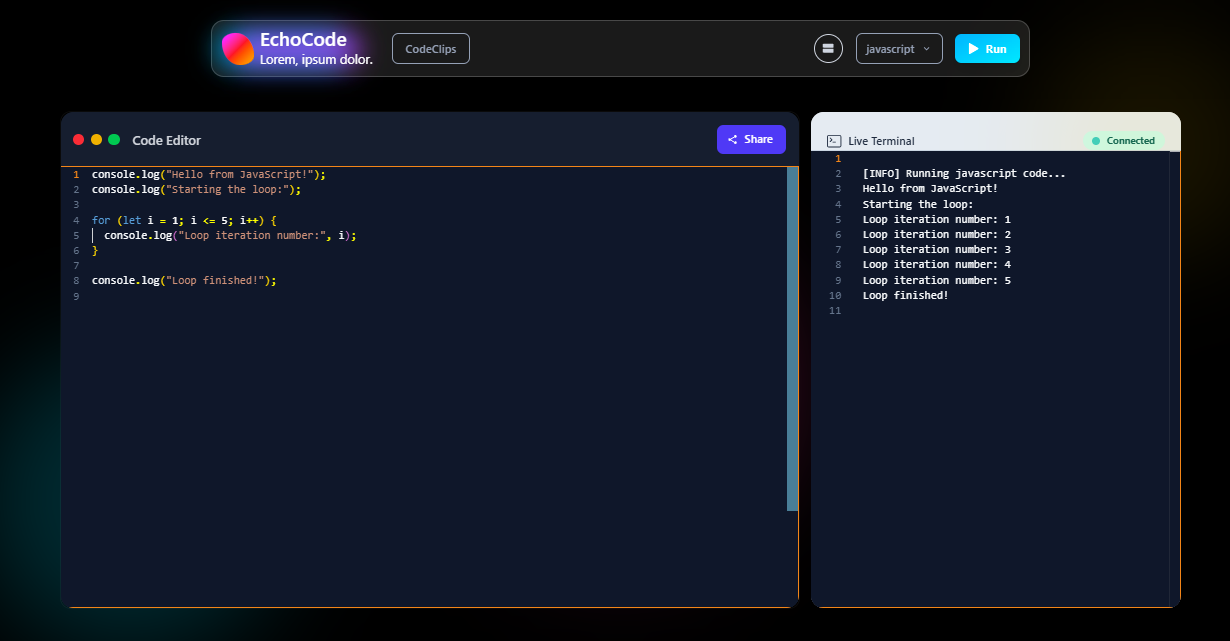 EchoCode
Lorem, ipsum dolor.
CodeClips
javascript
Run
Code Editor
Share
1 console.log("Hello from JavaScript!");
2 console.log("Starting the loop:");
3
4 for (let i = 1; i <= 5; i++) {
5   console.log("Loop iteration number:", i);
6 }
7
8 console.log("Loop finished!");
9
Live Terminal
Connected
1
2 [INFO] Running javascript code...
3 Hello from JavaScript!
4 Starting the loop:
5 Loop iteration number: 1
6 Loop iteration number: 2
7 Loop iteration number: 3
8 Loop iteration number: 4
9 Loop iteration number: 5
10 Loop finished!
11